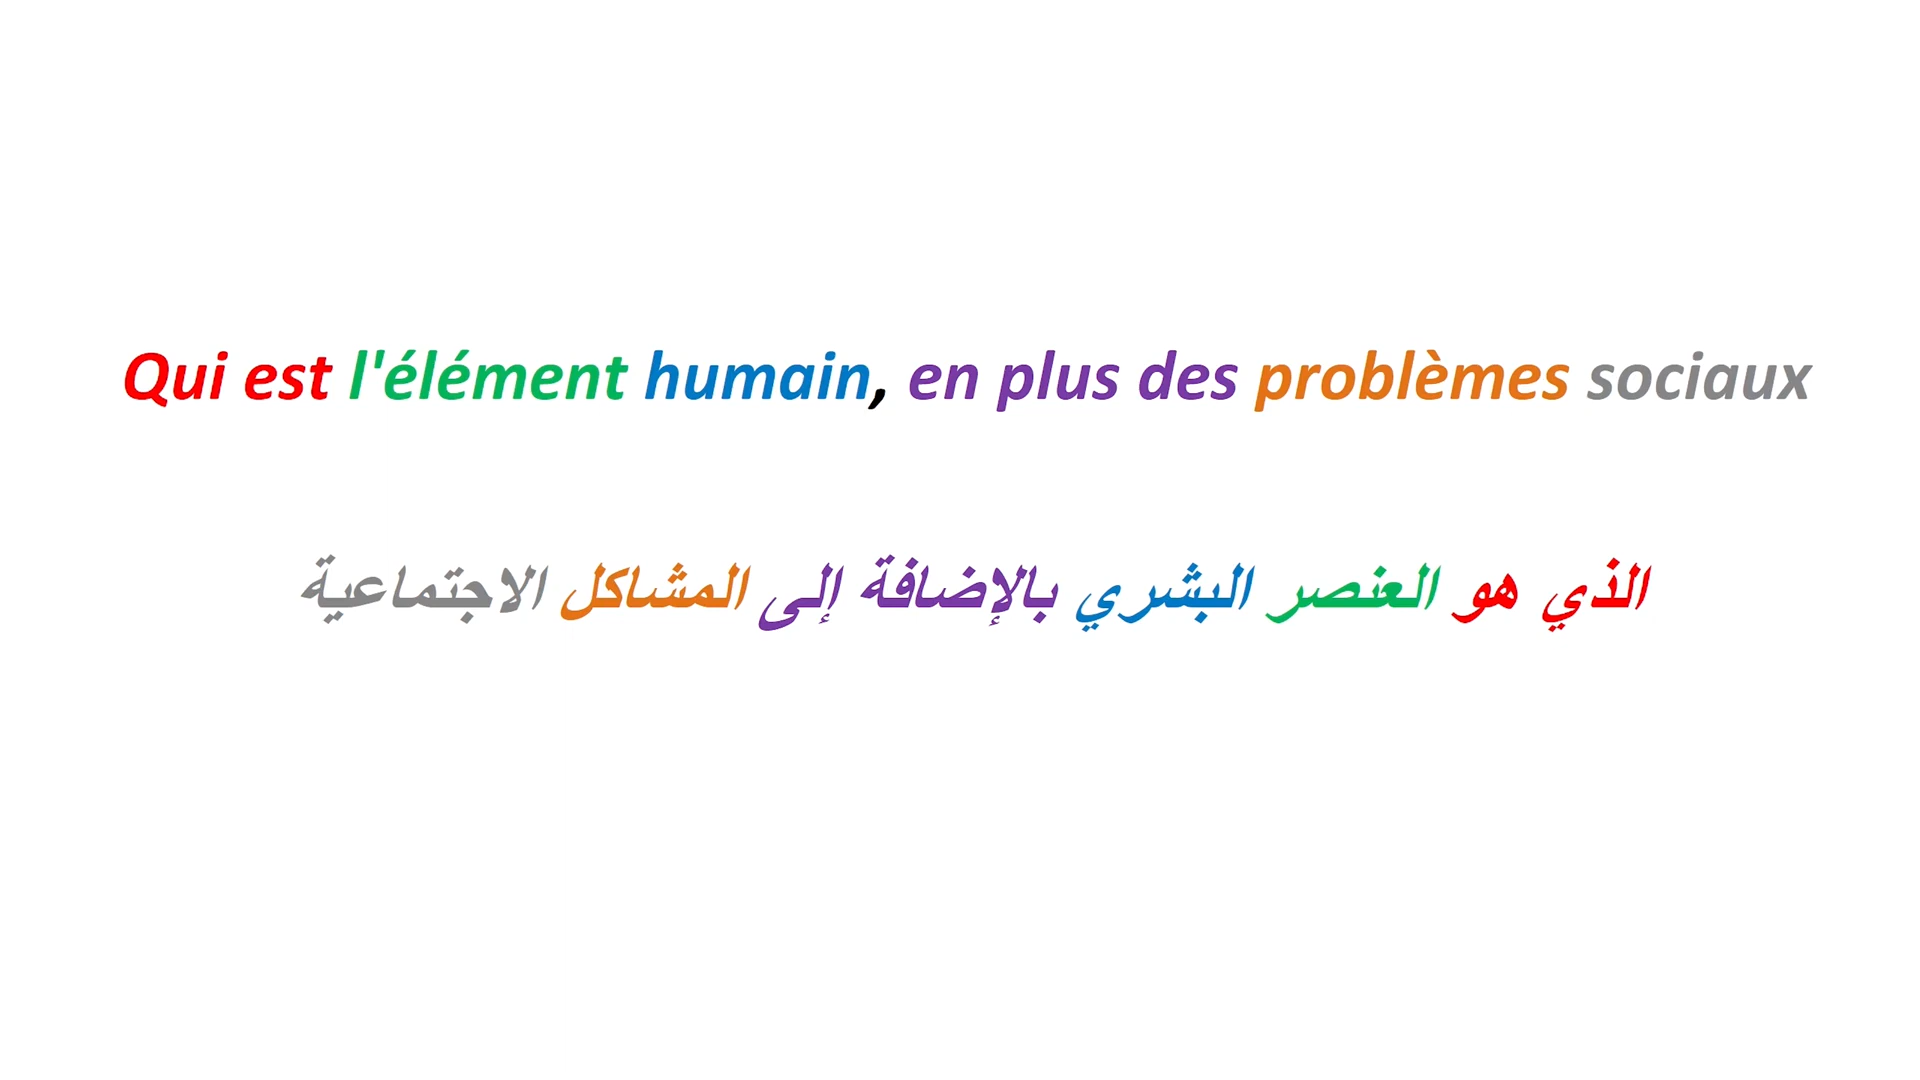 Qui est l'élément humain, en plus des problèmes sociaux
الذي هو العنصر البشري بالإضافة إلى المشاكل الاجتماعية